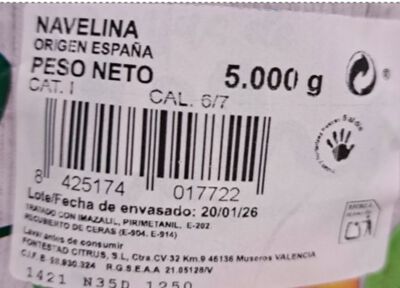 NAVELINA
ORIGEN ESPAÑA
PESO NETO 5.000 g
CAT. I CAL. 6/7
8 425174 017722
Lote/Fecha de envasado: 20/01/26
TRATADO CON IMAZALIL, PIRIMETANIL, E-202.
RECUBIERTO DE CERAS (E-904, E-914)
Lavar antes de consumir
FONTESTAD CITRUS, S.L, Ctra.CV 32 Km.9 46136 Museros VALENCIA
C.I.F. R.G.S.E.A.A 21.05128/V
1421 N35D 1250